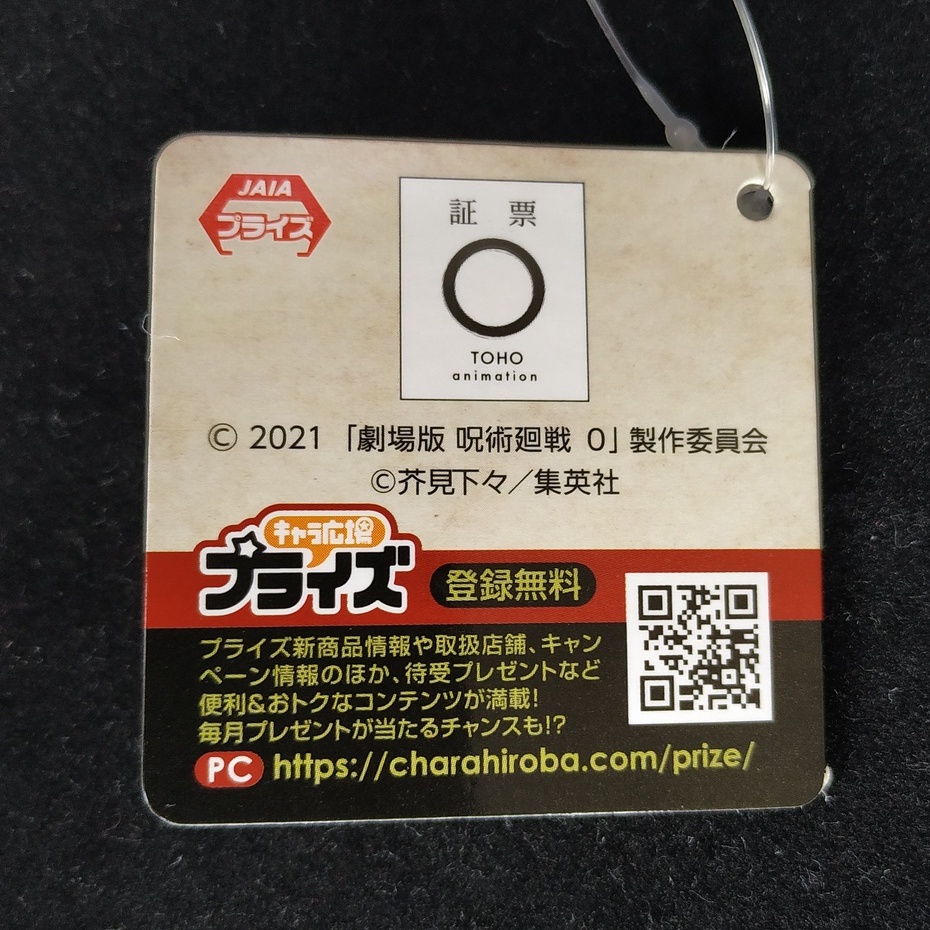 JAIA
プライズ
証 票
TOHO
animation
© 2021 「劇場版 呪術廻戦 0」製作委員会
©芥見下々／集英社
キャラ広場
プライズ
登録無料
プライズ新商品情報や取扱店舗、キャン
ペーン情報のほか、待受プレゼントなど
便利&おトクなコンテンツが満載!
毎月プレゼントが当たるチャンスも!?
PC https://charahiroba.com/prize/